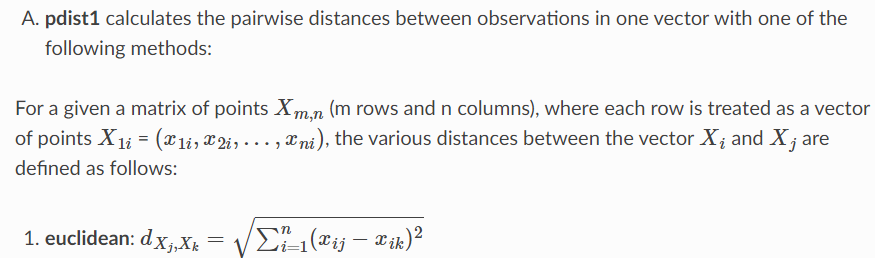 A. pdist1 calculates the pairwise distances between observations in one vector with one of the
following methods:
For a given a matrix of points $X_{m,n}$ (m rows and n columns), where each row is treated as a vector
of points $X_{1i}$ = $(x_{1i}, x_{2i}, \ldots, x_{ni})$, the various distances between the vector $X_i$ and $X_j$ are
defined as follows:
1. euclidean: $d_{X_j,X_k} = \sqrt{\sum_{i=1}^{n}(x_{ij} - x_{ik})^2}$